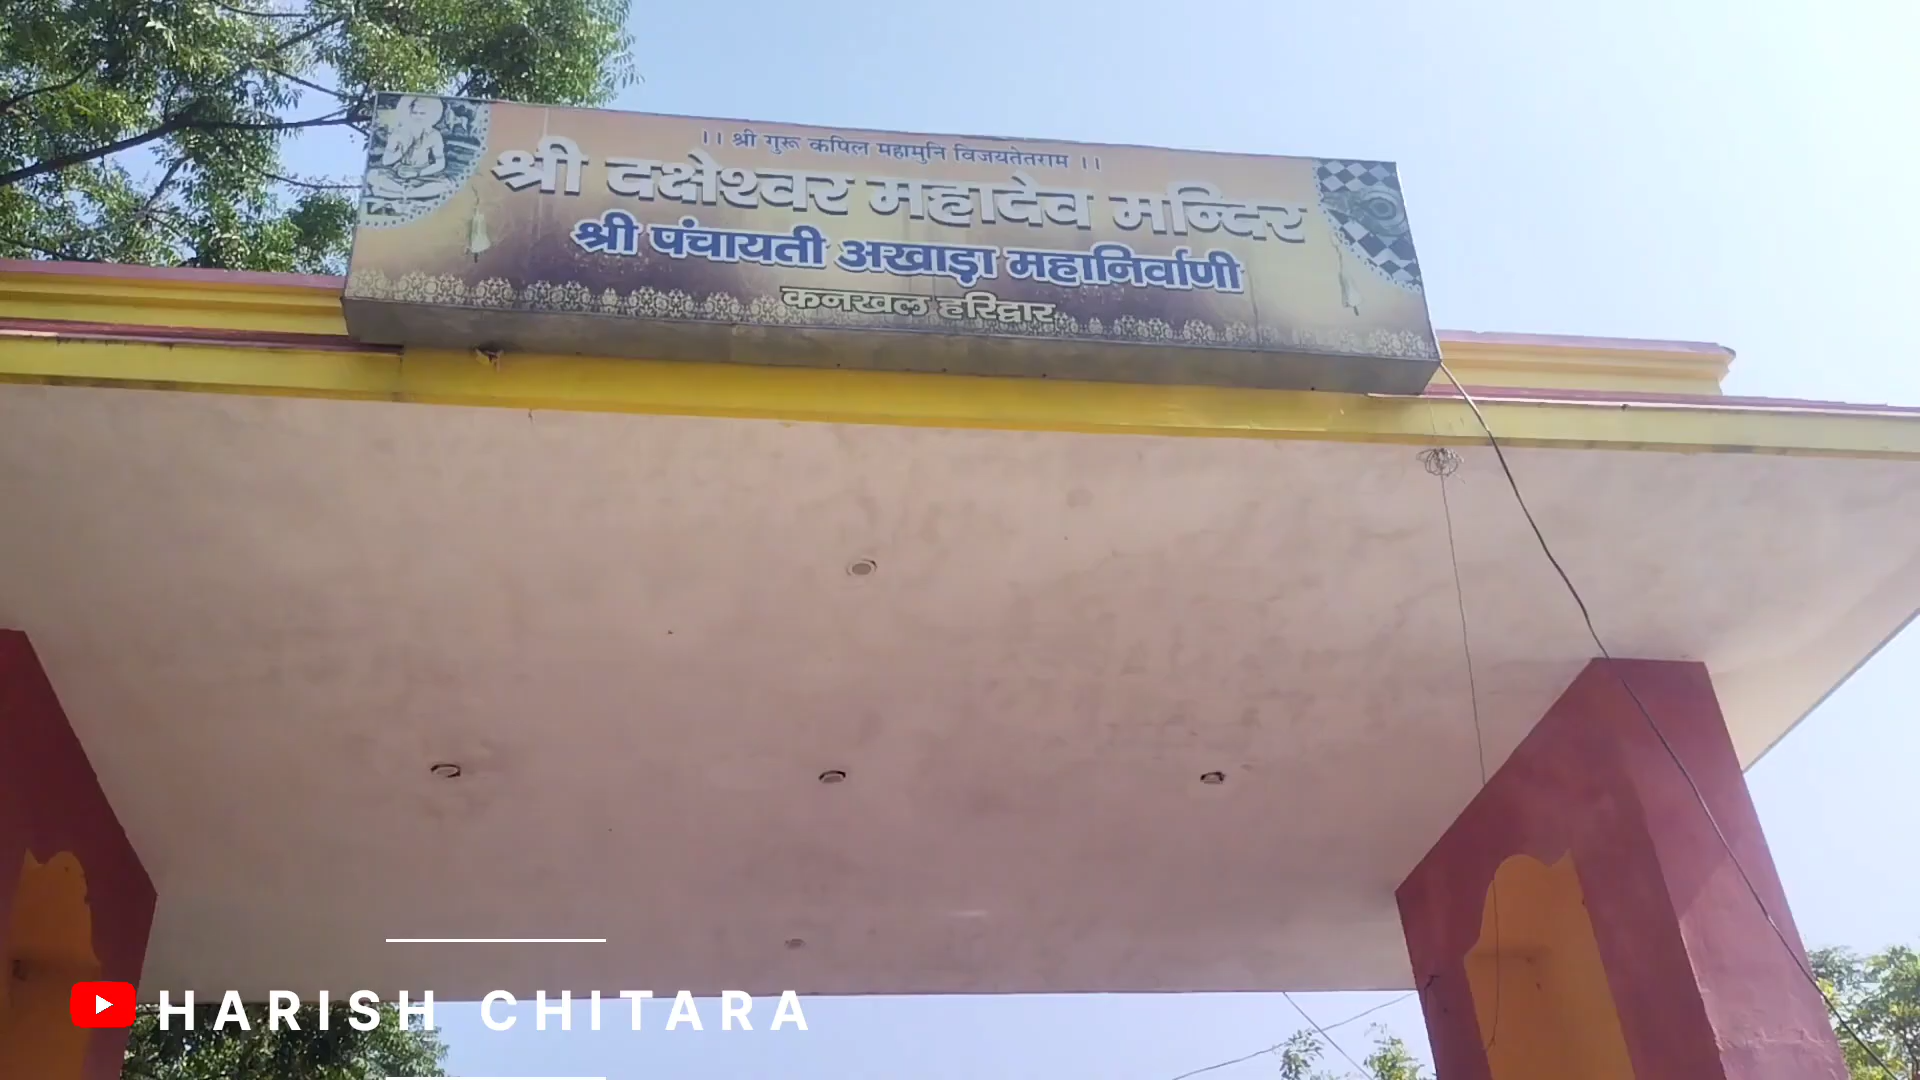 ।। श्री गुरू कपिल महामुनि विजयतेतराम ।।
श्री दक्षेश्वर महादेव मन्दिर
श्री पंचायती अखाड़ा महानिर्वाणी
कनखल हरिद्वार
HARISH CHITARA